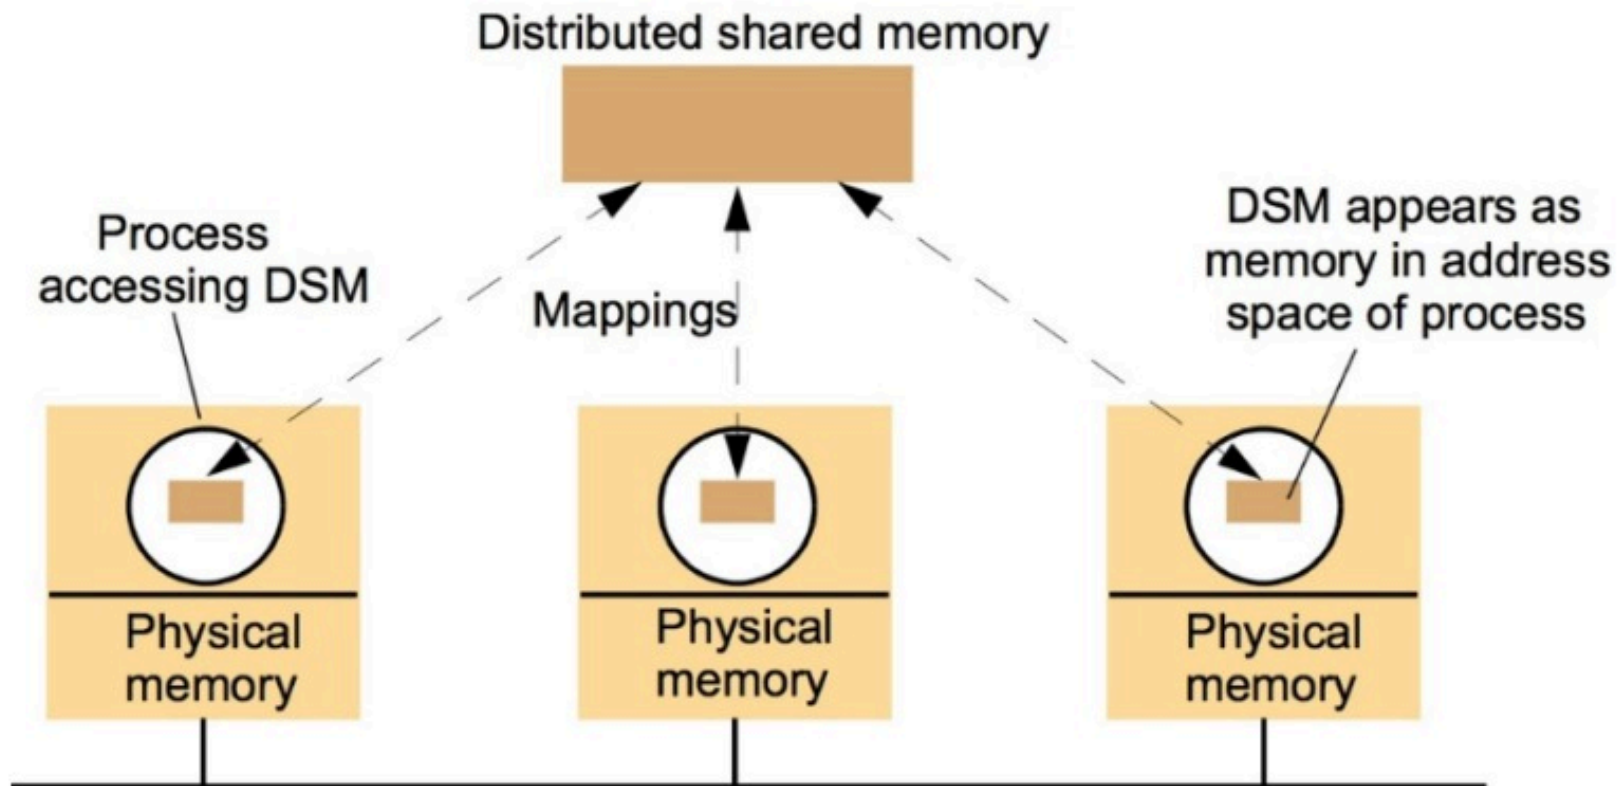 Distributed shared memory
Process
accessing DSM
Mappings
DSM appears as
memory in address
space of process
Physical
memory
Physical
memory
Physical
memory